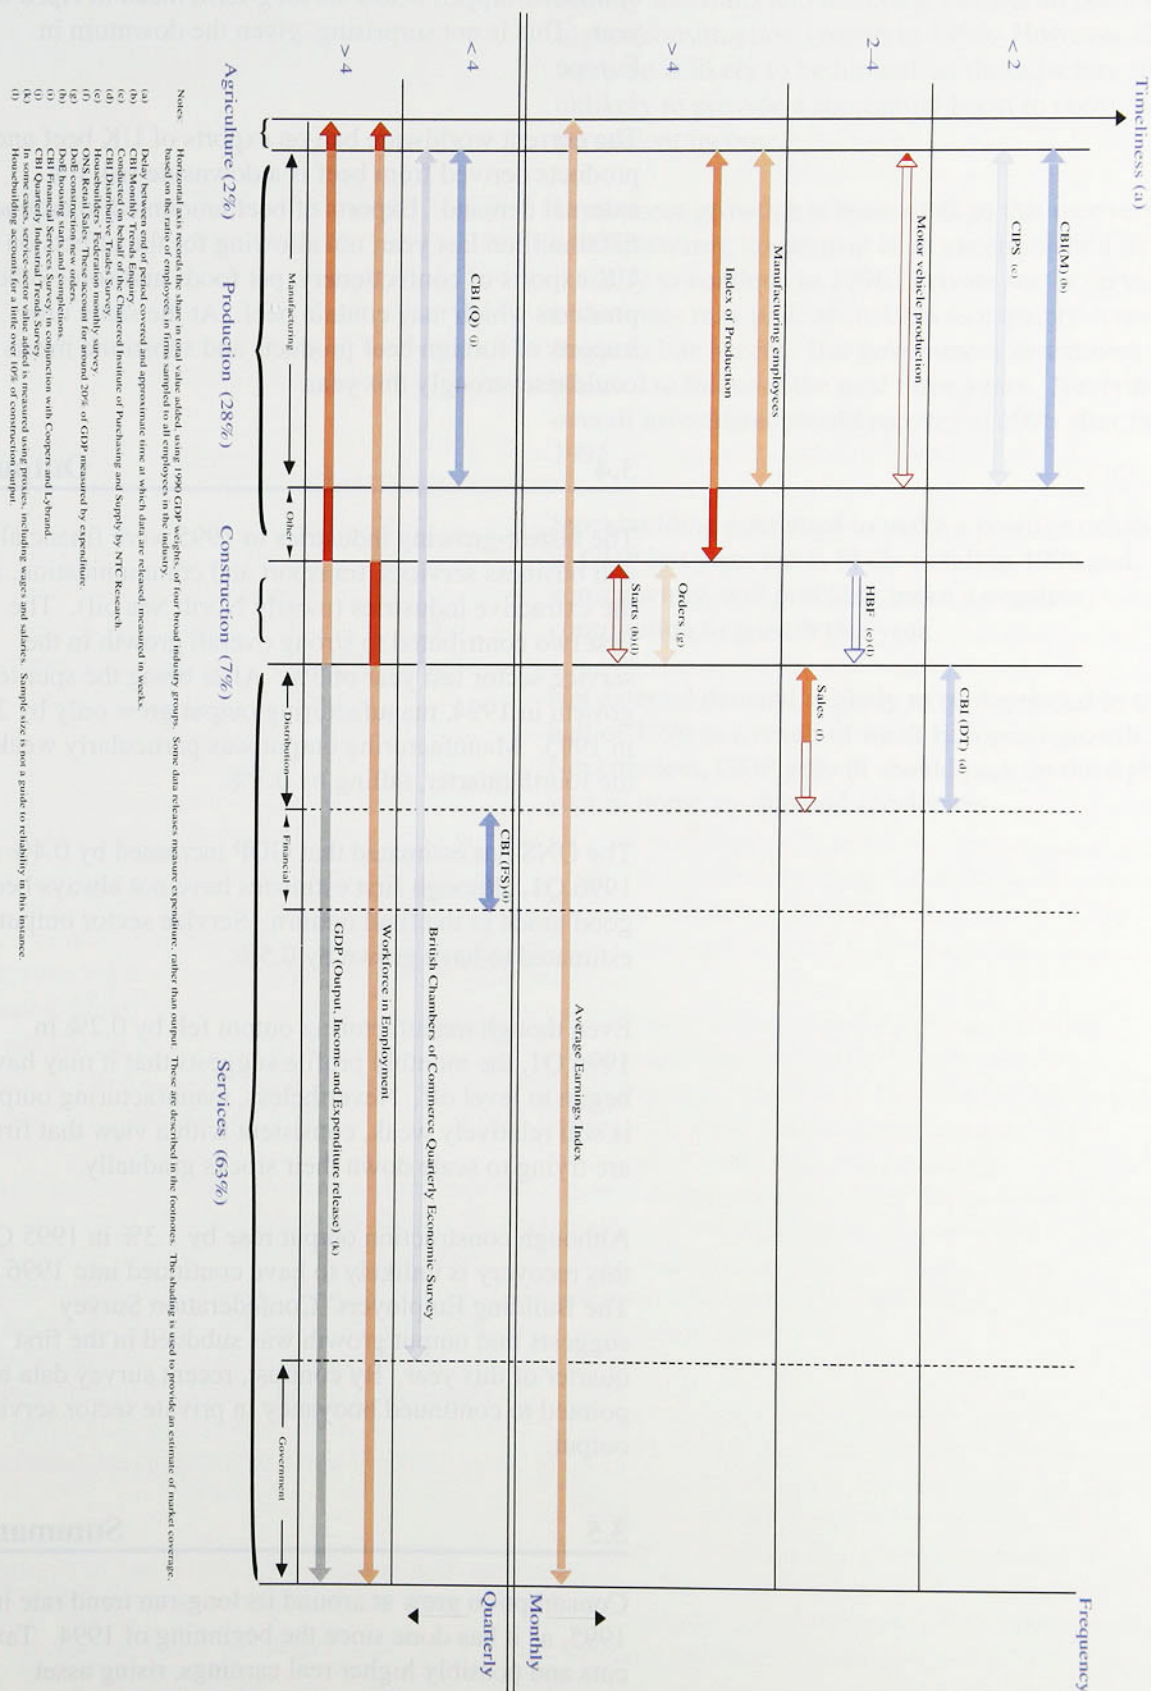 Timeliness (a)
Frequency
< 2
CBI(M) (b)
CIPS (c)
CBI (DT) (d)
2–4
Motor vehicle production
HBF (e) (l)
Sales (f)
> 4
Manufacturing employees
Index of Production
Orders (g)
Starts (h) (l)
Average Earnings Index
Monthly
Quarterly
< 4
CBI (FS) (i)
CBI (Q) (j)
British Chambers of Commerce Quarterly Economic Survey
> 4
Workforce in Employment
GDP (Output, Income and Expenditure release) (k)
Manufacturing
Other
Distribution
Financial
Government
Agriculture (2%)
Production (28%)
Construction (7%)
Services (63%)
Notes: Horizontal axis records the share in total value added, using 1990 GDP weights, of four broad industry groups. Some data releases measure expenditure, rather than output. These are described in the footnotes. The shading is used to provide an estimate of market coverage,
based on the ratio of employees in firms sampled to all employees in the industry.
(a) Delay between end of period covered and approximate time at which data are released, measured in weeks.
(b) CBI Monthly Trends Enquiry
(c) Conducted on behalf of the Chartered Institute of Purchasing and Supply by NTC Research.
(d) CBI Distributive Trades Survey.
(e) Housebuilders' Federation monthly survey.
(f) ONS Retail Sales. These account for around 20% of GDP measured by expenditure.
(g) DoE construction new orders.
(h) DoE housing starts and completions.
(i) CBI Financial Services Survey, in conjunction with Coopers and Lybrand.
(j) CBI Quarterly Industrial Trends Survey.
(k) In some cases, service-sector value added is measured using proxies, including wages and salaries. Sample size is not a guide to reliability in this instance.
(l) Housebuilding accounts for a little over 10% of construction output.